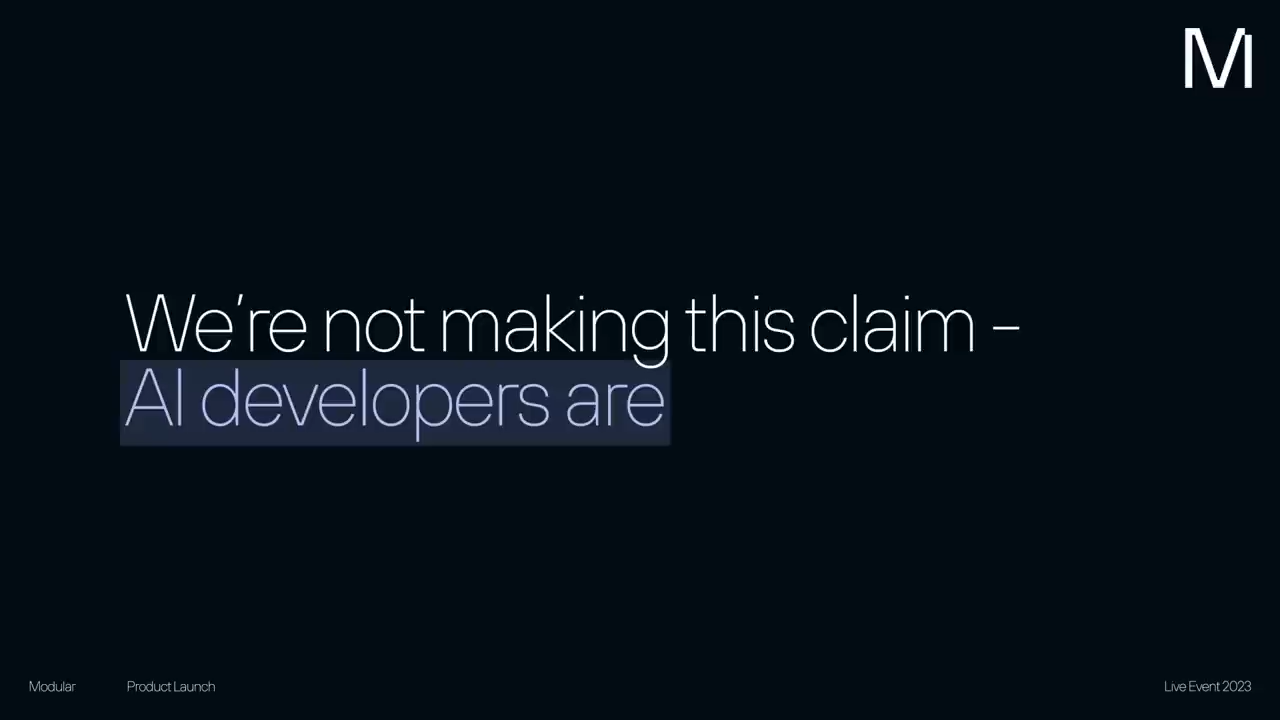 M
We’re not making this claim –
AI developers are
Modular
Product Launch
Live Event 2023